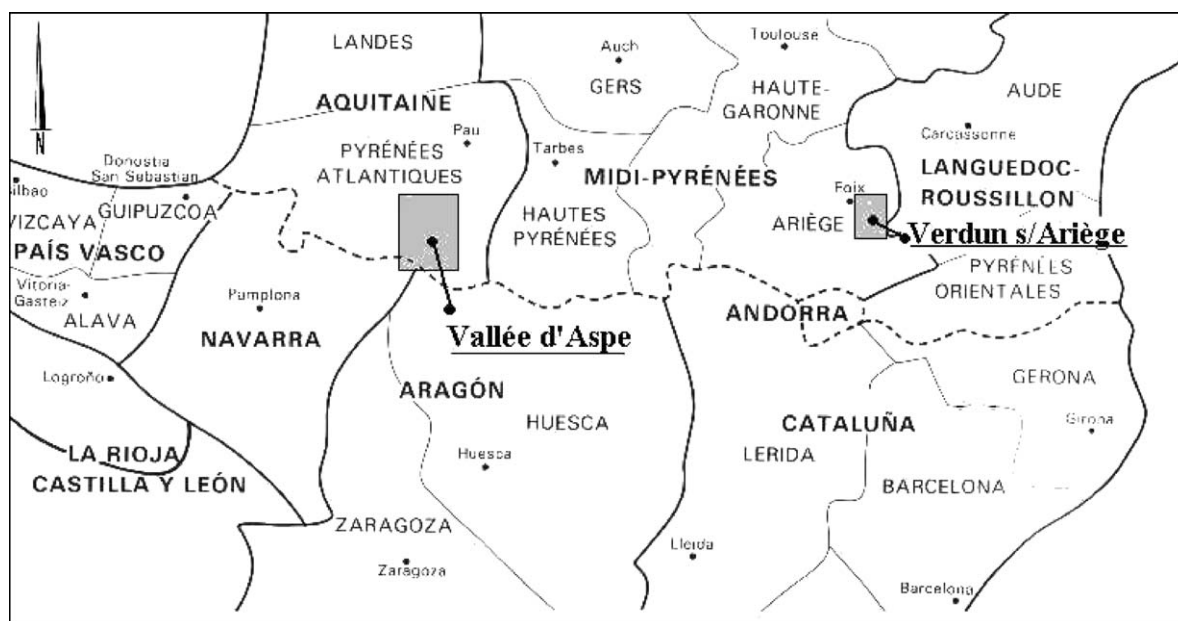 LANDES
Auch
GERS
Toulouse
HAUTE-
GARONNE
AUDE
Carcassonne
AQUITAINE
Pau
PYRÉNÉES
ATLANTIQUES
Tarbes
MIDI-PYRÉNÉES
HAUTES
PYRÉNÉES
LANGUEDOC-
ROUSSILLON
Foix
ARIÈGE
Verdun s/Ariège
PYRÉNÉES
ORIENTALES
Donostia
San Sebastian
Bilbao
GUIPUZCOA
VIZCAYA
PAÍS VASCO
Vitoria-
Gasteiz
ALAVA
Pamplona
NAVARRA
Vallée d'Aspe
ANDORRA
Logroño
ARAGÓN
HUESCA
Huesca
GERONA
Girona
CATALUÑA
LERIDA
BARCELONA
LA RIOJA
CASTILLA Y LEÓN
ZARAGOZA
Zaragoza
Lleida
Barcelona
N